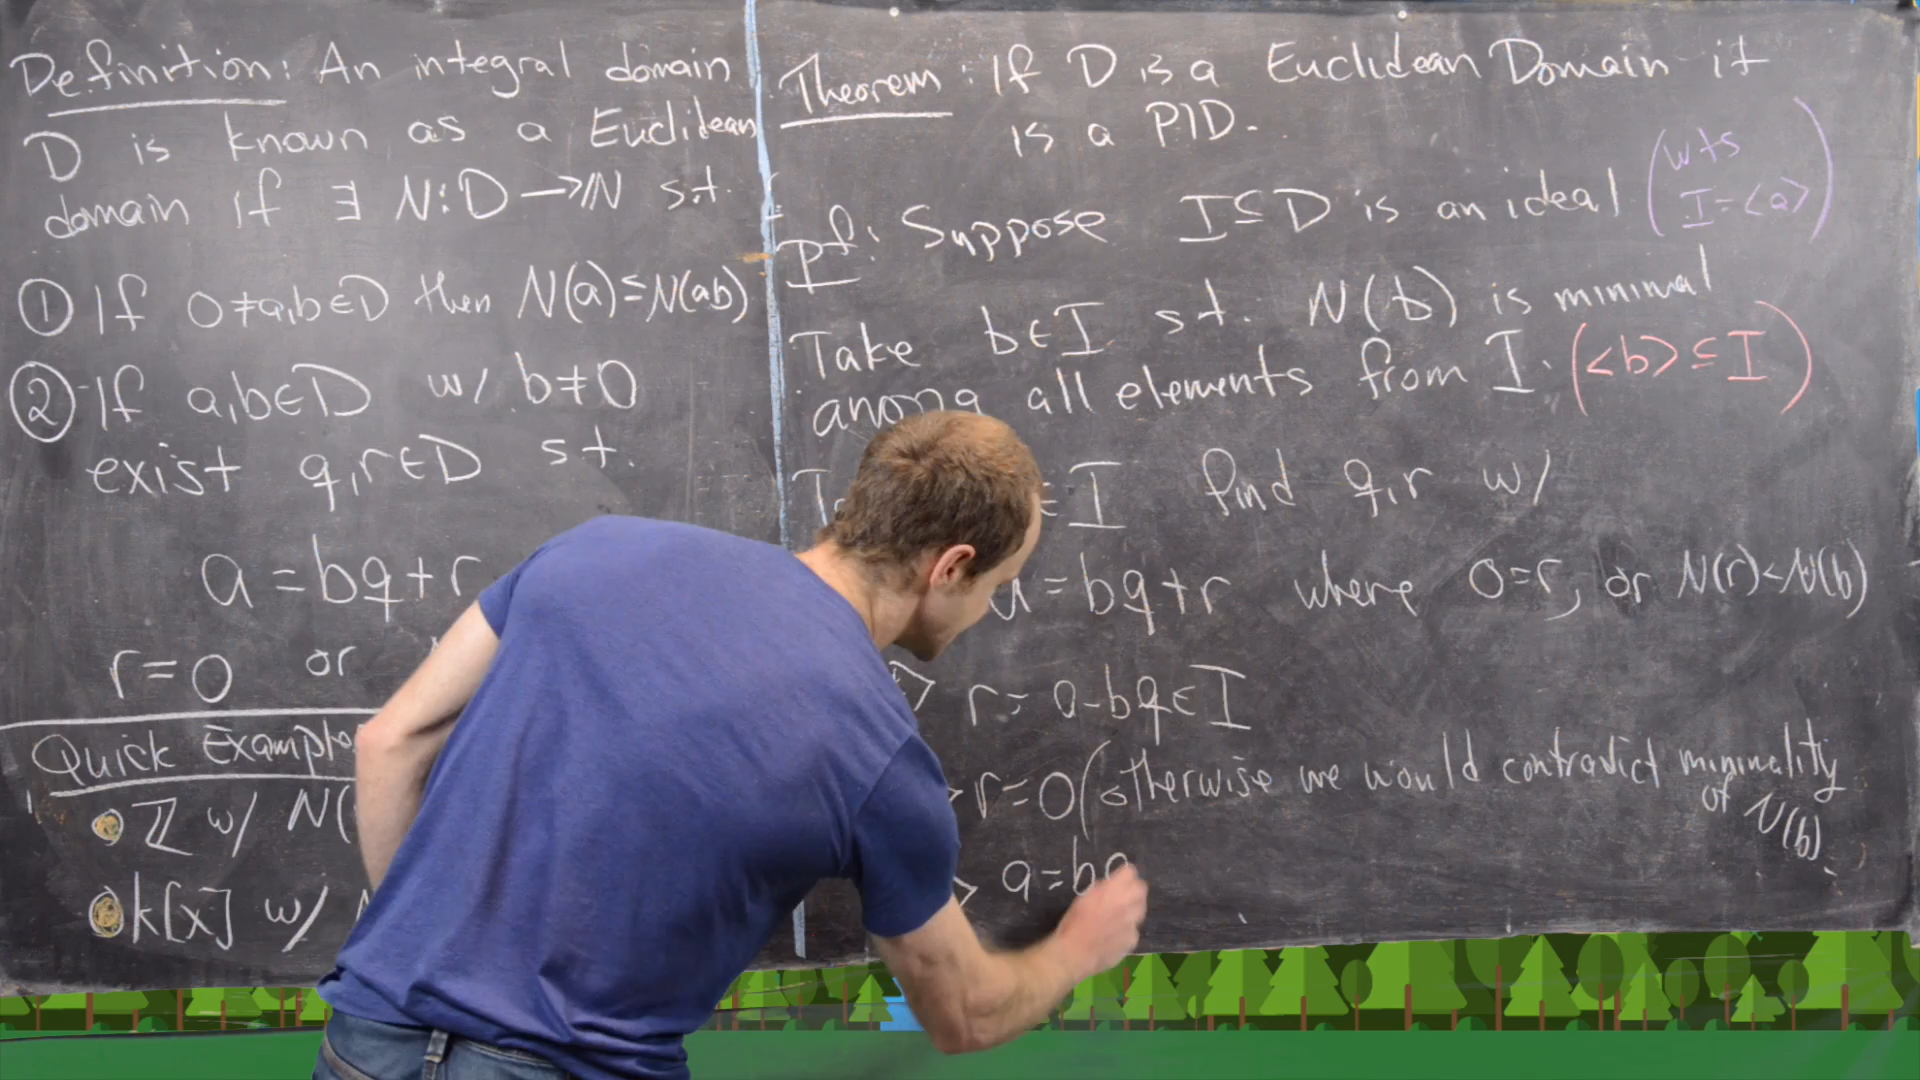 Definition: An integral domain
D is known as a Euclidean
domain if ∃ N:D→ℕ s.t.
① If 0≠a,b∈D then N(a)≤N(ab)
② If a,b∈D w/ b≠0
exist q,r∈D s.t.
a=bq+r
r=0 or
Quick Example
• ℤ w/ N(
• k[x] w/
Theorem: If D is a Euclidean Domain it
is a PID.
Pf: Suppose I⊆D is an ideal (wts
I=<a>)
Take b∈I s.t. N(b) is minimal
among all elements from I. (<b>⊆I)
∈I find q,r w/
a=bq+r where 0=r, or N(r)<N(b)
⇒ r=a-bq∈I
⇒ r=0 (otherwise we would contradict minimality
of N(b).
⇒ a=bq